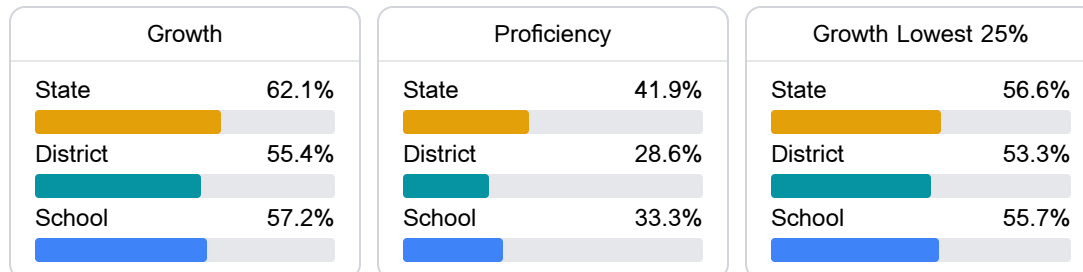 Growth
State 62.1%
District 55.4%
School 57.2%
Proficiency
State 41.9%
District 28.6%
School 33.3%
Growth Lowest 25%
State 56.6%
District 53.3%
School 55.7%